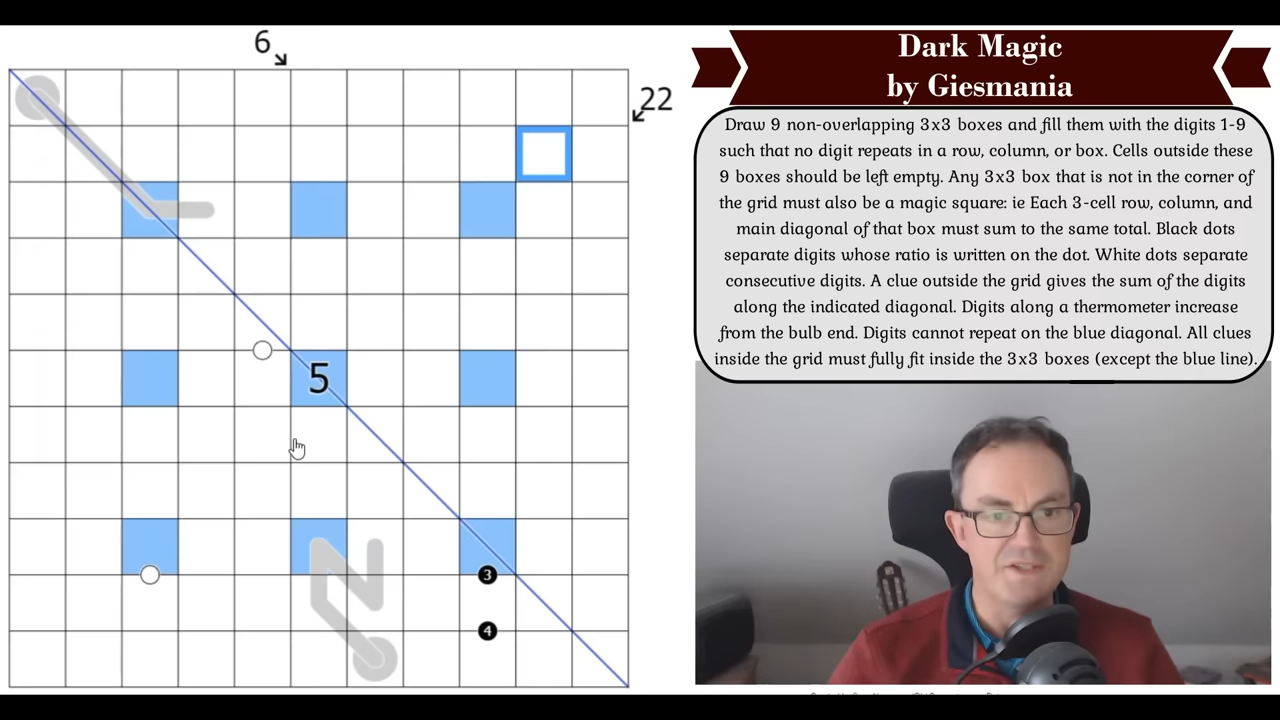 Dark Magic
by Giesmania
Draw 9 non-overlapping 3x3 boxes and fill them with the digits 1-9
such that no digit repeats in a row, column, or box. Cells outside these
9 boxes should be left empty. Any 3x3 box that is not in the corner of
the grid must also be a magic square: ie Each 3-cell row, column, and
main diagonal of that box must sum to the same total. Black dots
separate digits whose ratio is written on the dot. White dots separate
consecutive digits. A clue outside the grid gives the sum of the digits
along the indicated diagonal. Digits along a thermometer increase
from the bulb end. Digits cannot repeat on the blue diagonal. All clues
inside the grid must fully fit inside the 3x3 boxes (except the blue line).
6
22
5
3
4